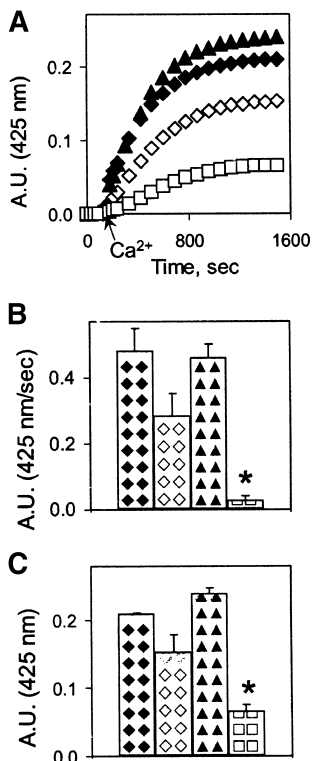 A
A.U. (425 nm)
0.2
0.1
0.0
0 800 1600
Ca2+
Time, sec
B
A.U. (425 nm/sec)
0.4
0.2
0.0
*
C
A.U. (425 nm)
0.2
0.1
0.0
*